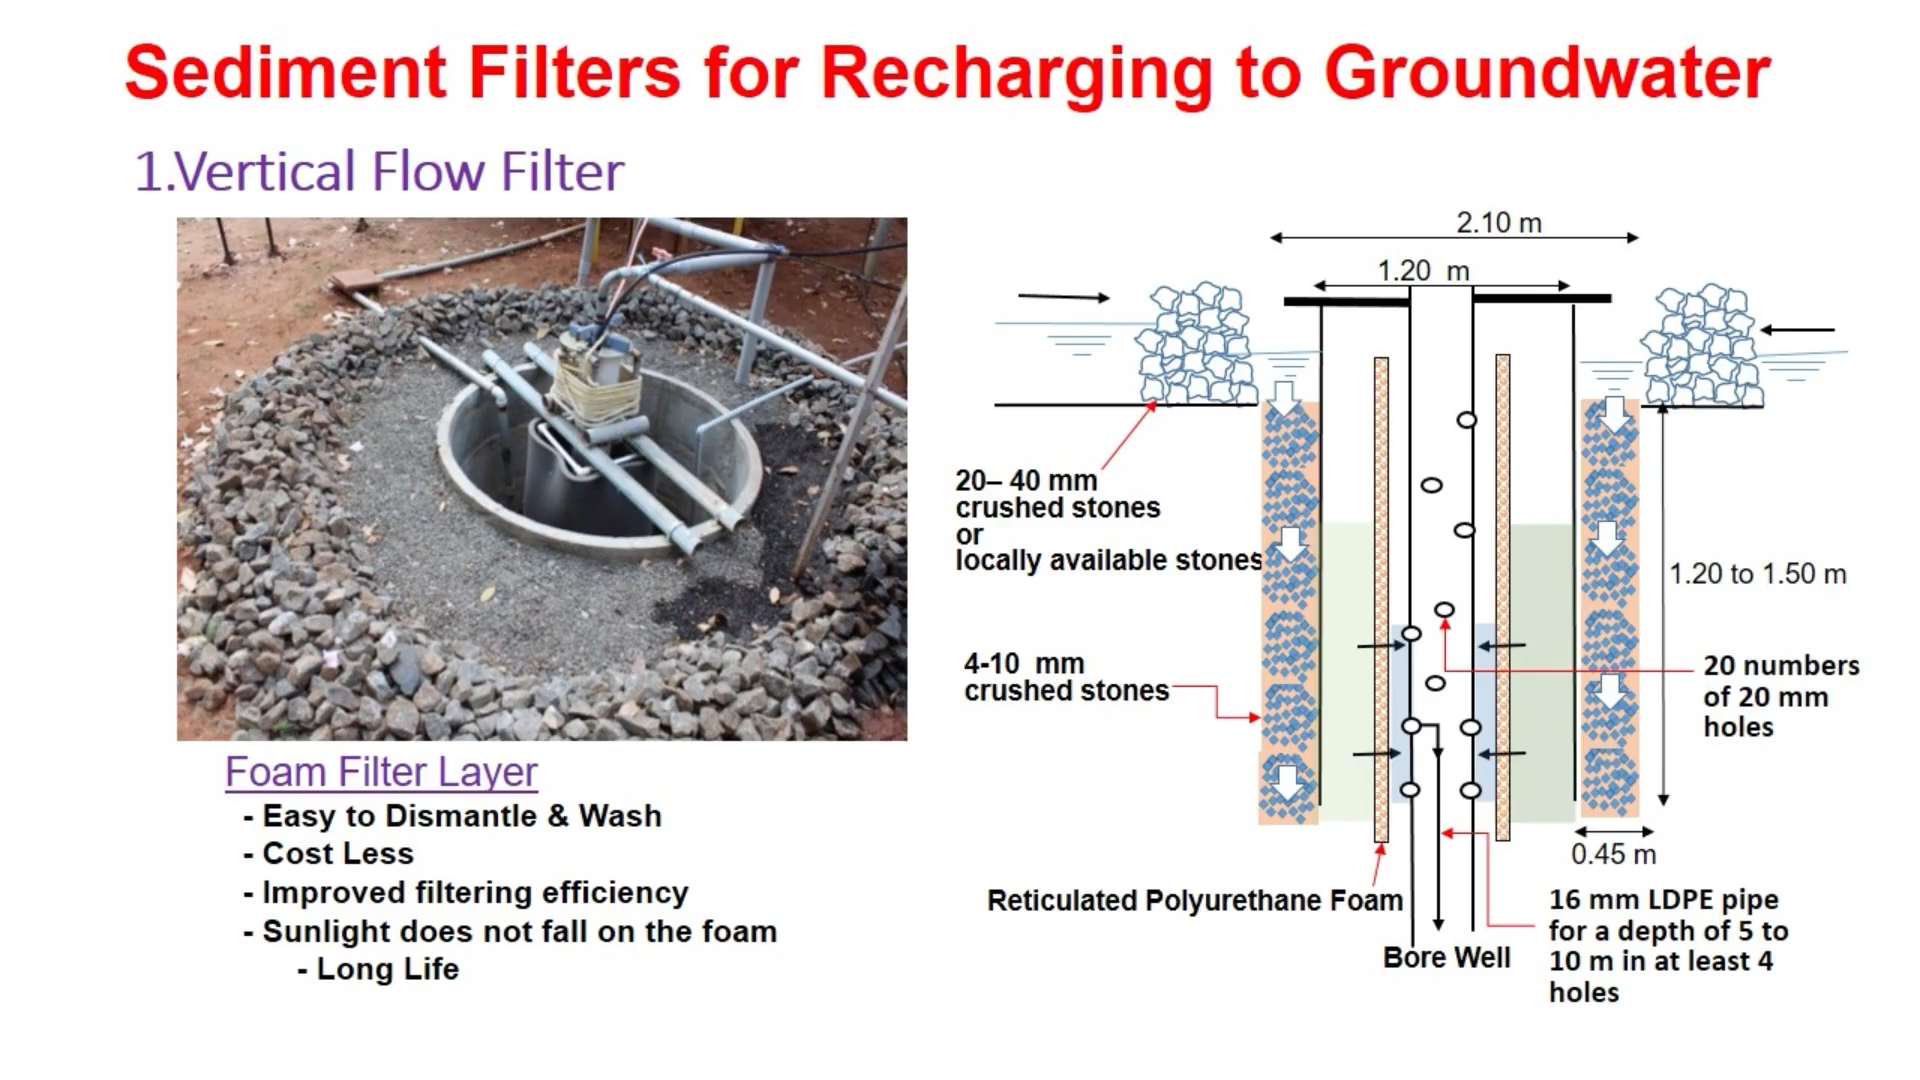 Sediment Filters for Recharging to Groundwater
1.Vertical Flow Filter
Foam Filter Layer
- Easy to Dismantle & Wash
- Cost Less
- Improved filtering efficiency
- Sunlight does not fall on the foam
- Long Life
2.10 m
1.20 m
20– 40 mm
crushed stones
or
locally available stones
4-10 mm
crushed stones
1.20 to 1.50 m
20 numbers
of 20 mm
holes
0.45 m
Reticulated Polyurethane Foam
Bore Well
16 mm LDPE pipe
for a depth of 5 to
10 m in at least 4
holes